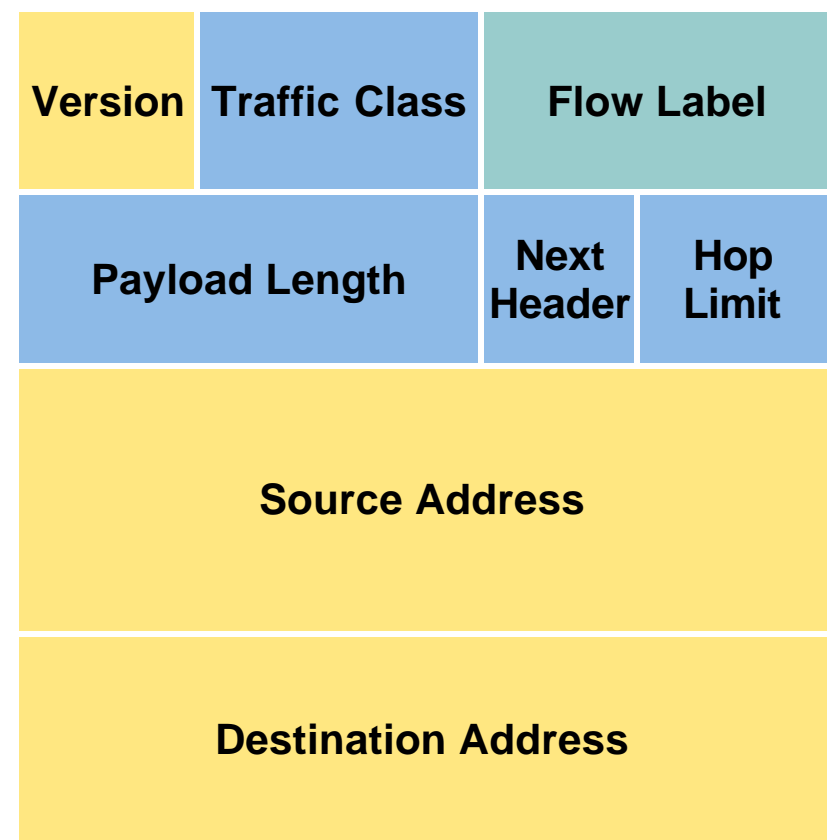 Version Traffic Class Flow Label
Payload Length
Next Header
Hop Limit
Source Address
Destination Address